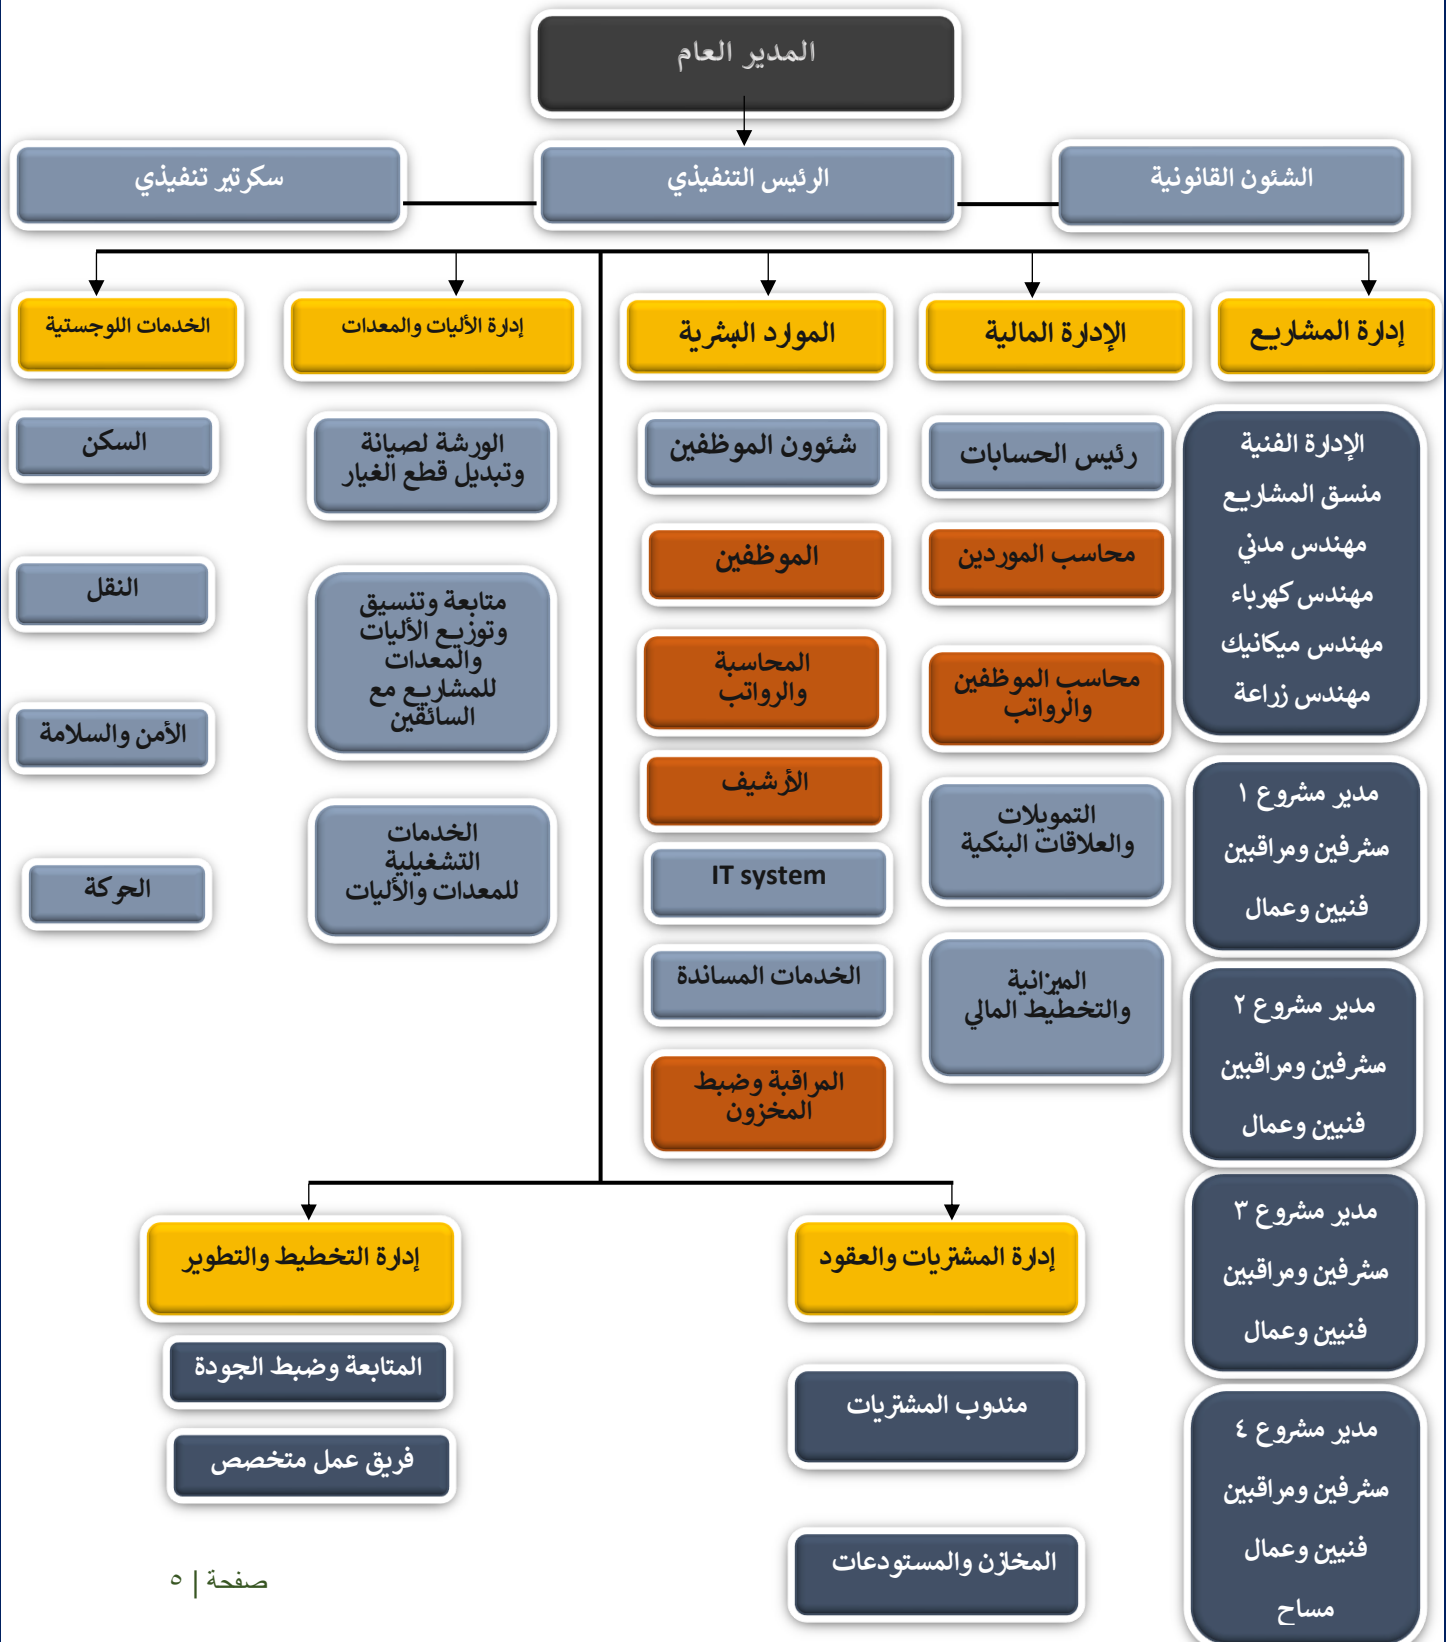 المدير العام
الشئون القانونية
الرئيس التنفيذي
سكرتير تنفيذي
إدارة المشاريع
الإدارة المالية
الموارد البشرية
إدارة الأليات والمعدات
الخدمات اللوجستية
الإدارة الفنية
منسق المشاريع
مهندس مدني
مهندس كهرباء
مهندس ميكانيك
مهندس زراعة
مدير مشروع ١
مشرفين ومراقبين
فنيين وعمال
مدير مشروع ٢
مشرفين ومراقبين
فنيين وعمال
مدير مشروع ٣
مشرفين ومراقبين
فنيين وعمال
مدير مشروع ٤
مشرفين ومراقبين
فنيين وعمال
مساح
رئيس الحسابات
محاسب الموردين
محاسب الموظفين
والرواتب
التمويلات
والعلاقات البنكية
الميزانية
والتخطيط المالي
شئوون الموظفين
الموظفين
المحاسبة
والرواتب
الأرشيف
IT system
الخدمات المساندة
المراقبة وضبط
المخزون
الورشة لصيانة
وتبديل قطع الغيار
متابعة وتنسيق
وتوزيع الأليات
والمعدات
للمشاريع مع
السائقين
الخدمات
التشغيلية
للمعدات والأليات
السكن
النقل
الأمن والسلامة
الحركة
إدارة المشتريات والعقود
مندوب المشتريات
المخازن والمستودعات
إدارة التخطيط والتطوير
المتابعة وضبط الجودة
فريق عمل متخصص
صفحة | ٥